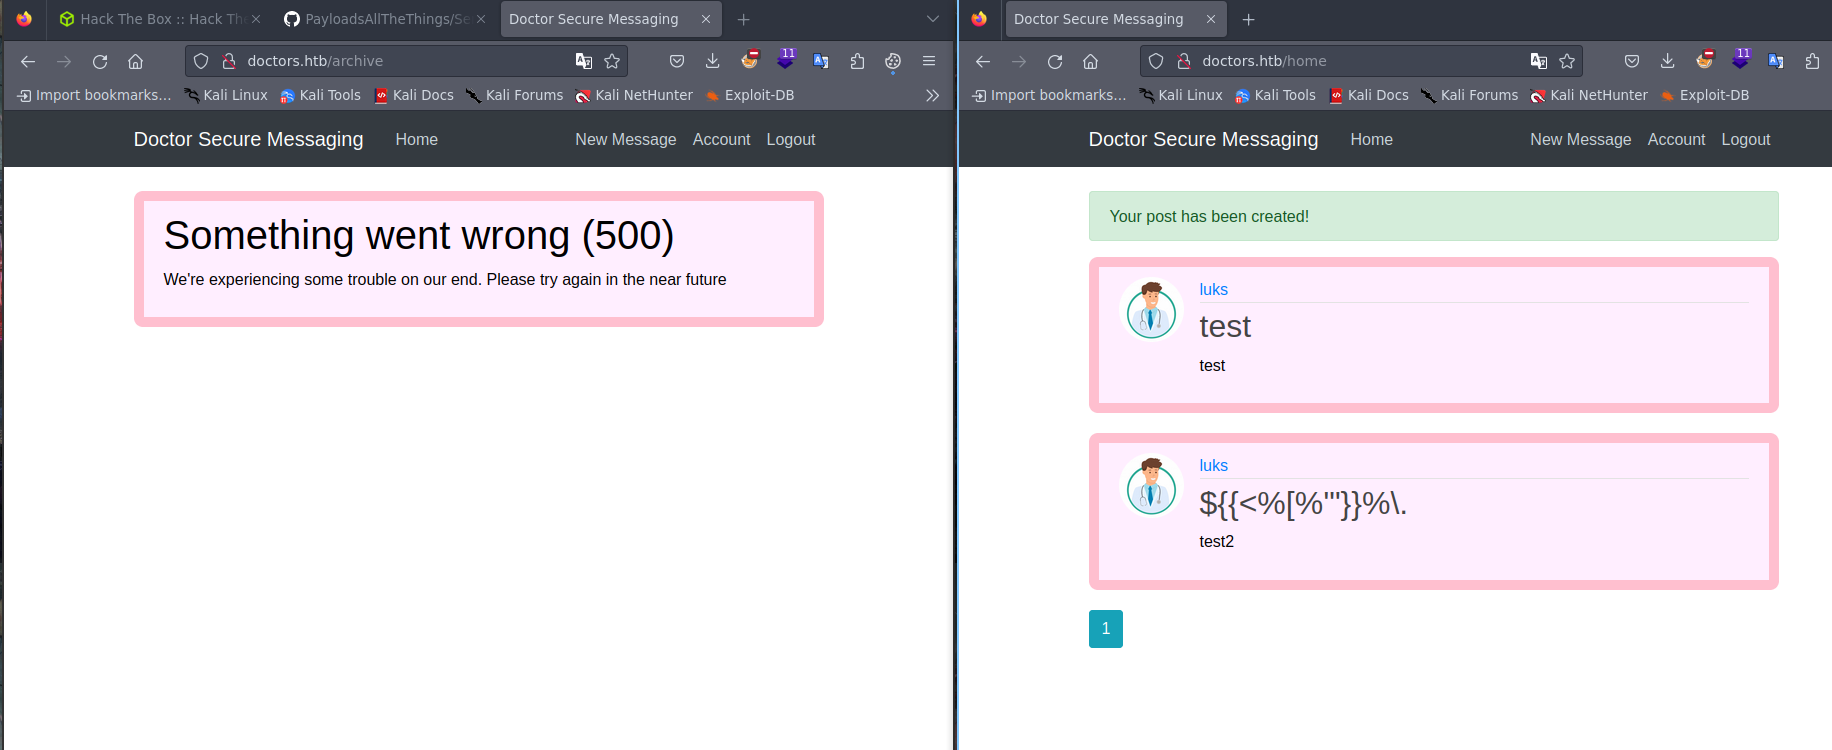 Hack The Box :: Hack The
PayloadsAllTheThings/Se
Doctor Secure Messaging
doctors.htb/archive
11
Import bookmarks...
Kali Linux
Kali Tools
Kali Docs
Kali Forums
Kali NetHunter
Exploit-DB
Doctor Secure Messaging
Home
New Message
Account
Logout
Something went wrong (500)
We're experiencing some trouble on our end. Please try again in the near future
Doctor Secure Messaging
doctors.htb/home
11
Import bookmarks...
Kali Linux
Kali Tools
Kali Docs
Kali Forums
Kali NetHunter
Exploit-DB
Doctor Secure Messaging
Home
New Message
Account
Logout
Your post has been created!
luks
test
test
luks
${{<%[%'"}}%\.
test2
1